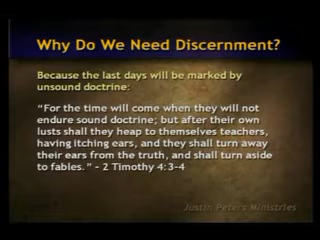 Why Do We Need Discernment?
Because the last days will be marked by
unsound doctrine:
“For the time will come when they will not
endure sound doctrine; but after their own
lusts shall they heap to themselves teachers,
having itching ears, and they shall turn away
their ears from the truth, and shall turn aside
to fables.” - 2 Timothy 4:3-4
Justin Peters Ministries